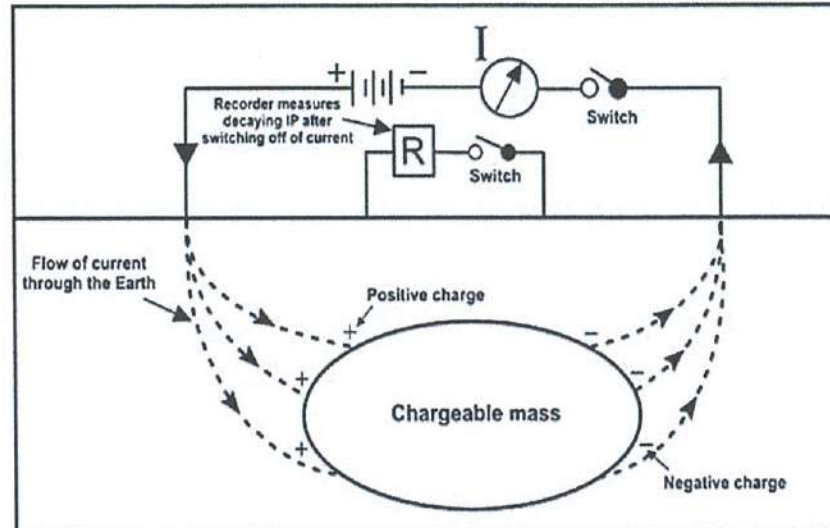 I
+ −
Recorder measures
decaying IP after
switching off of current
Switch
R
Switch
Flow of current
through the Earth
Positive charge
+ −
+ −
Chargeable mass
+ −
Negative charge